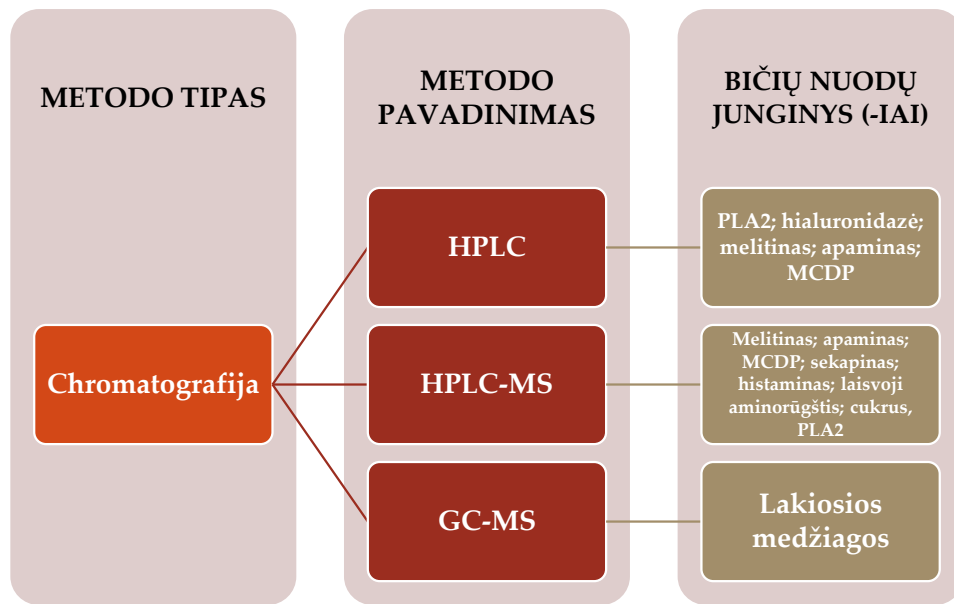 METODO TIPAS
METODO
PAVADINIMAS
BIČIŲ NUODŲ
JUNGINYS (-IAI)
Chromatografija
HPLC
PLA2; hialuronidazė;
melitinas; apaminas;
MCDP
HPLC-MS
Melitinas; apaminas;
MCDP; sekapinas;
histaminas; laisvoji
aminorūgštis; cukrus,
PLA2
GC-MS
Lakiosios
medžiagos